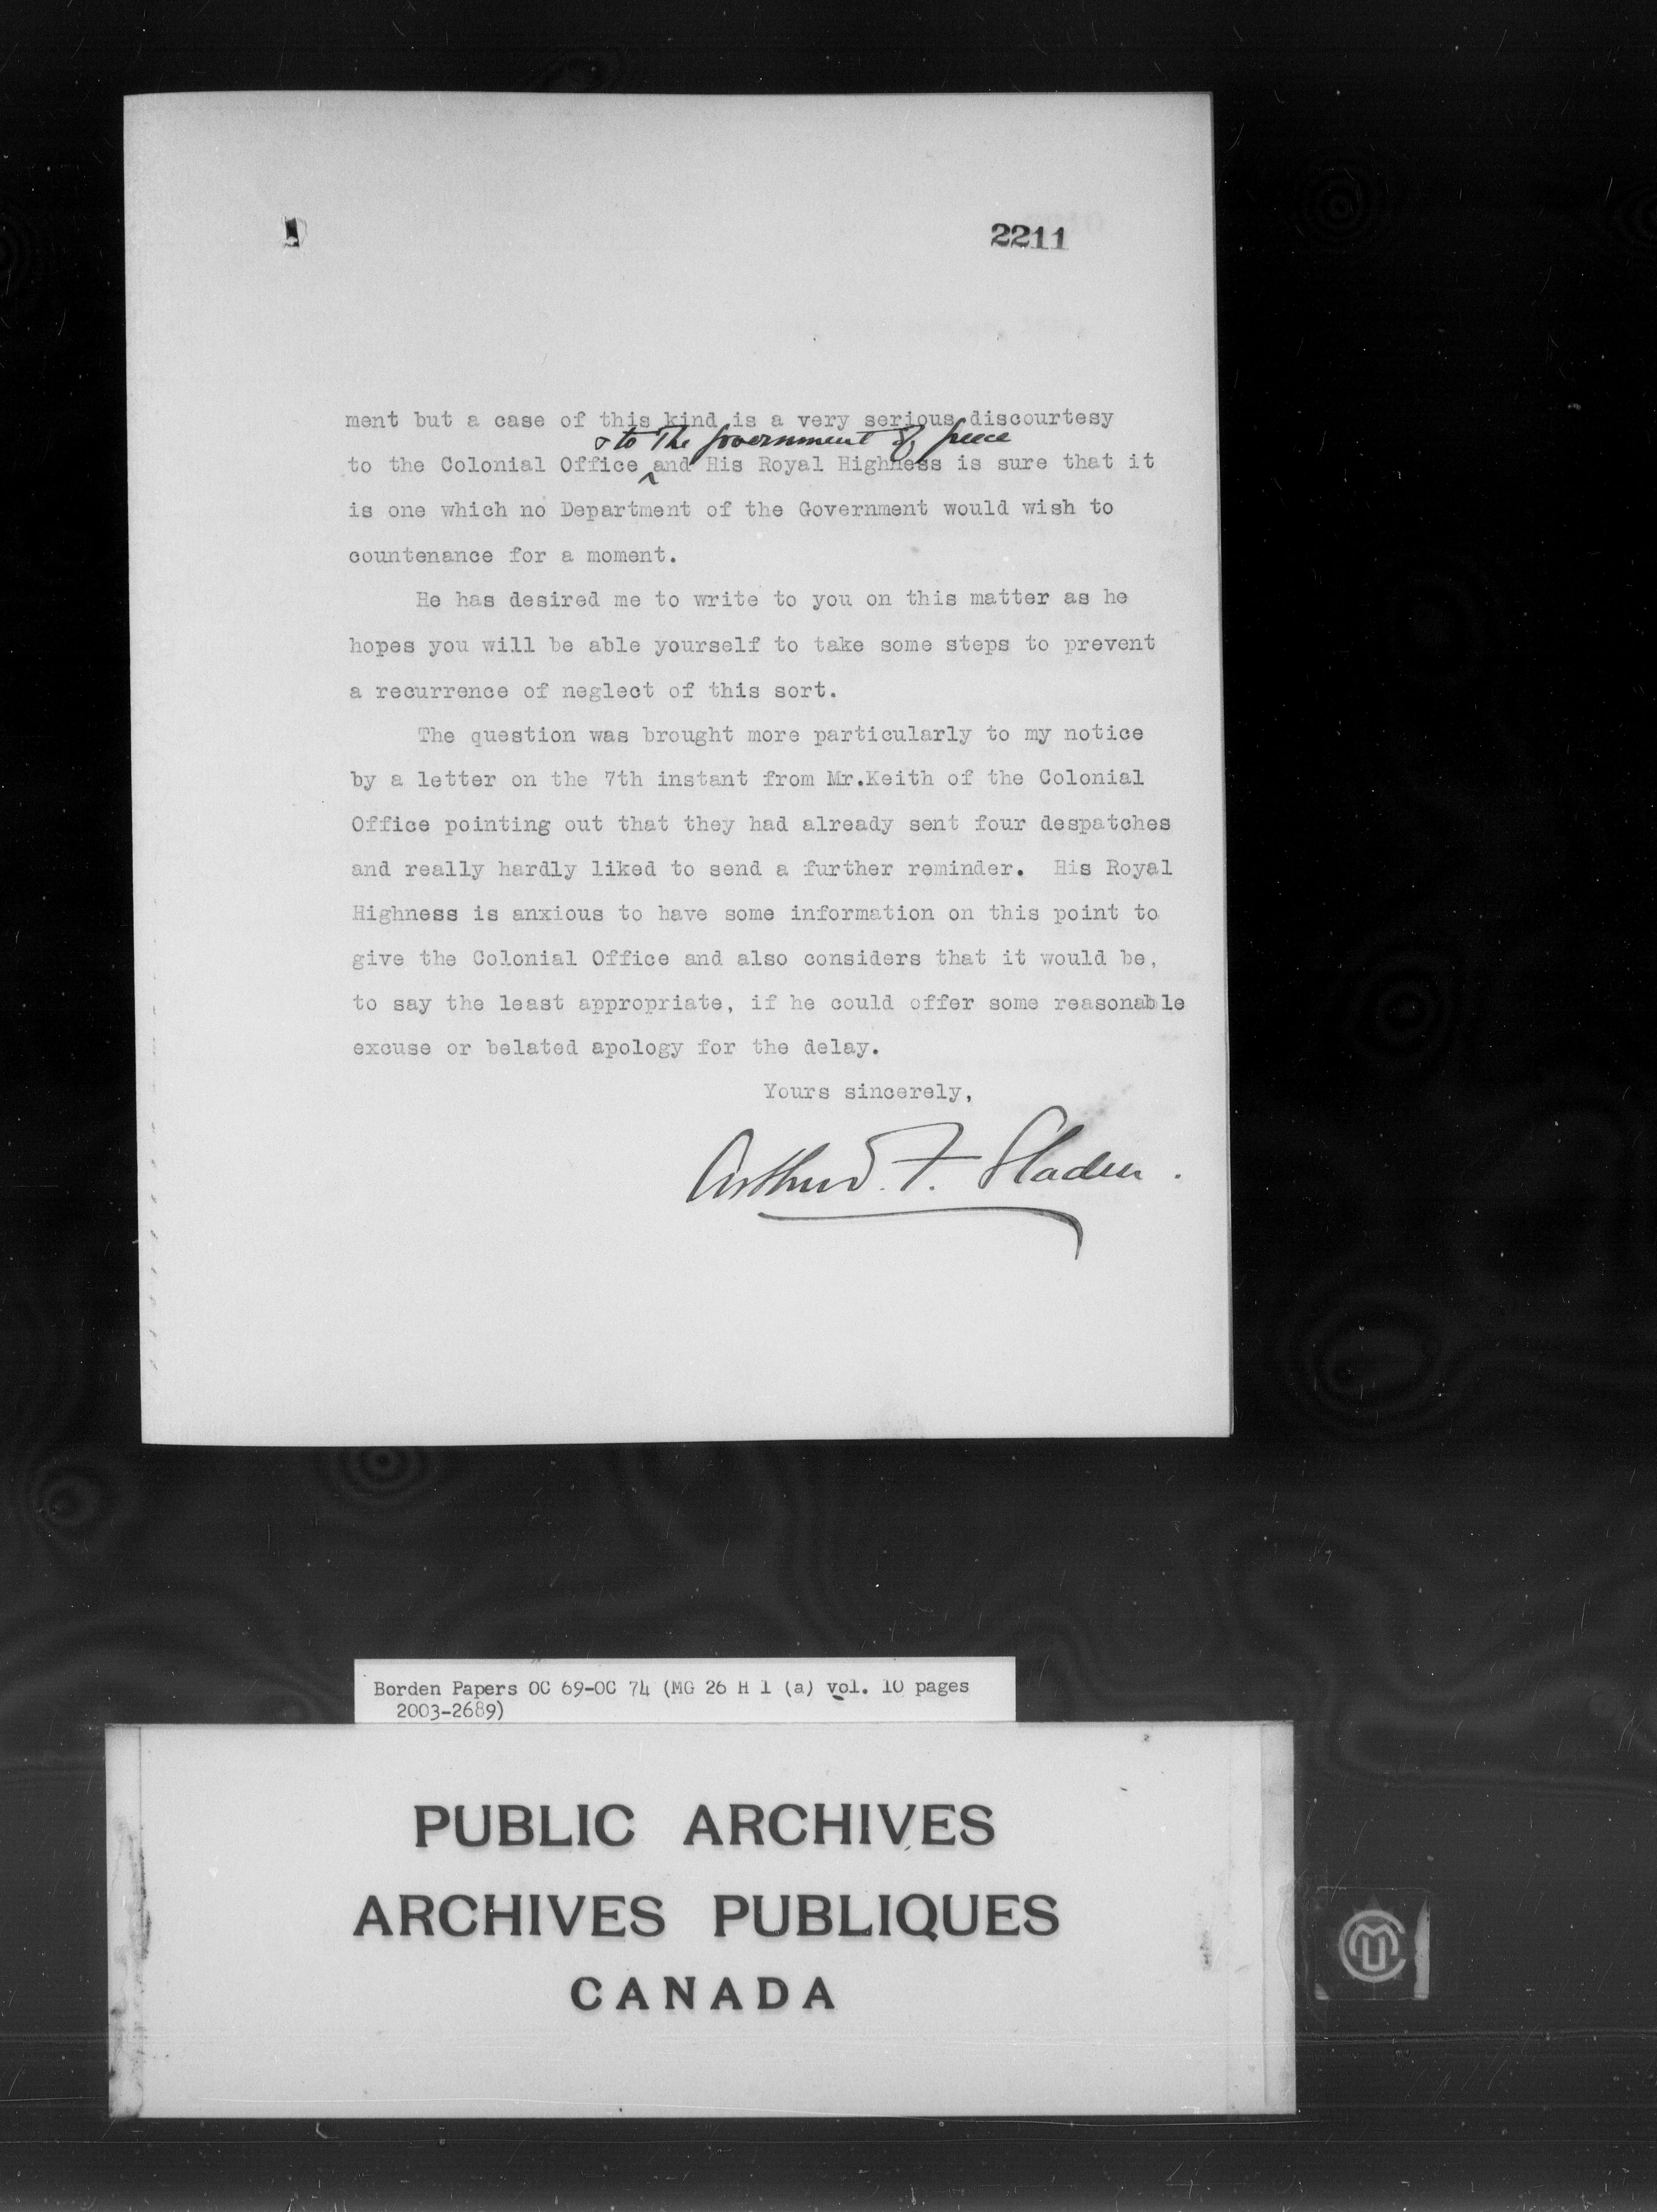 2211
ment but a case of this kind is a very serious discourtesy
& to the government of Greece
to the Colonial Office and His Royal Highness is sure that it
is one which no Department of the Government would wish to
countenance for a moment.
He has desired me to write to you on this matter as he
hopes you will be able yourself to take some steps to prevent
a recurrence of neglect of this sort.
The question was brought more particularly to my notice
by a letter on the 7th instant from Mr.Keith of the Colonial
Office pointing out that they had already sent four despatches
and really hardly liked to send a further reminder. His Royal
Highness is anxious to have some information on this point to
give the Colonial Office and also considers that it would be,
to say the least appropriate, if he could offer some reasonable
excuse or belated apology for the delay.
Yours sincerely,
Arthur F. Sladen.
Borden Papers OC 69-OC 74 (MG 26 H 1 (a) vol. 10 pages
2003-2689)
PUBLIC ARCHIVES
ARCHIVES PUBLIQUES
CANADA